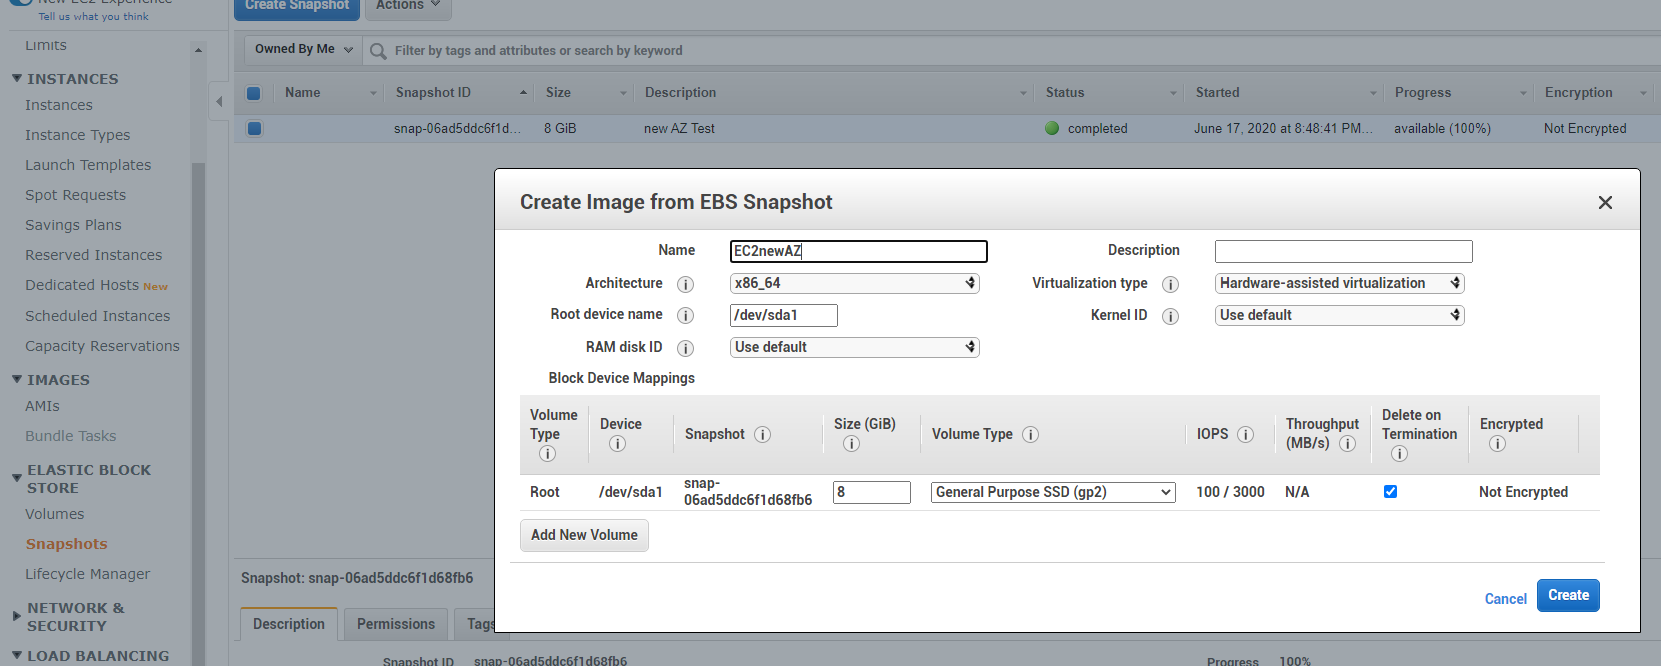 New EC2 Experience
Tell us what you think
Limits
INSTANCES
Instances
Instance Types
Launch Templates
Spot Requests
Savings Plans
Reserved Instances
Dedicated Hosts New
Scheduled Instances
Capacity Reservations
IMAGES
AMIs
Bundle Tasks
ELASTIC BLOCK
STORE
Volumes
Snapshots
Lifecycle Manager
NETWORK &
SECURITY
LOAD BALANCING
Create Snapshot Actions
Owned By Me Filter by tags and attributes or search by keyword
Name Snapshot ID Size Description Status Started Progress Encryption
snap-06ad5ddc6f1d... 8 GiB new AZ Test completed June 17, 2020 at 8:48:41 PM... available (100%) Not Encrypted
Create Image from EBS Snapshot
Name EC2newAZ Description
Architecture x86_64 Virtualization type Hardware-assisted virtualization
Root device name /dev/sda1 Kernel ID Use default
RAM disk ID Use default
Block Device Mappings
Volume Type Device Snapshot Size (GiB) Volume Type IOPS Throughput (MB/s) Delete on Termination Encrypted
Root /dev/sda1 snap-06ad5ddc6f1d68fb6 8 General Purpose SSD (gp2) 100 / 3000 N/A Not Encrypted
Add New Volume
Cancel Create
Snapshot: snap-06ad5ddc6f1d68fb6
Description Permissions Tags
Snapshot ID snap-06ad5ddc6f1d68fb6 Progress 100%